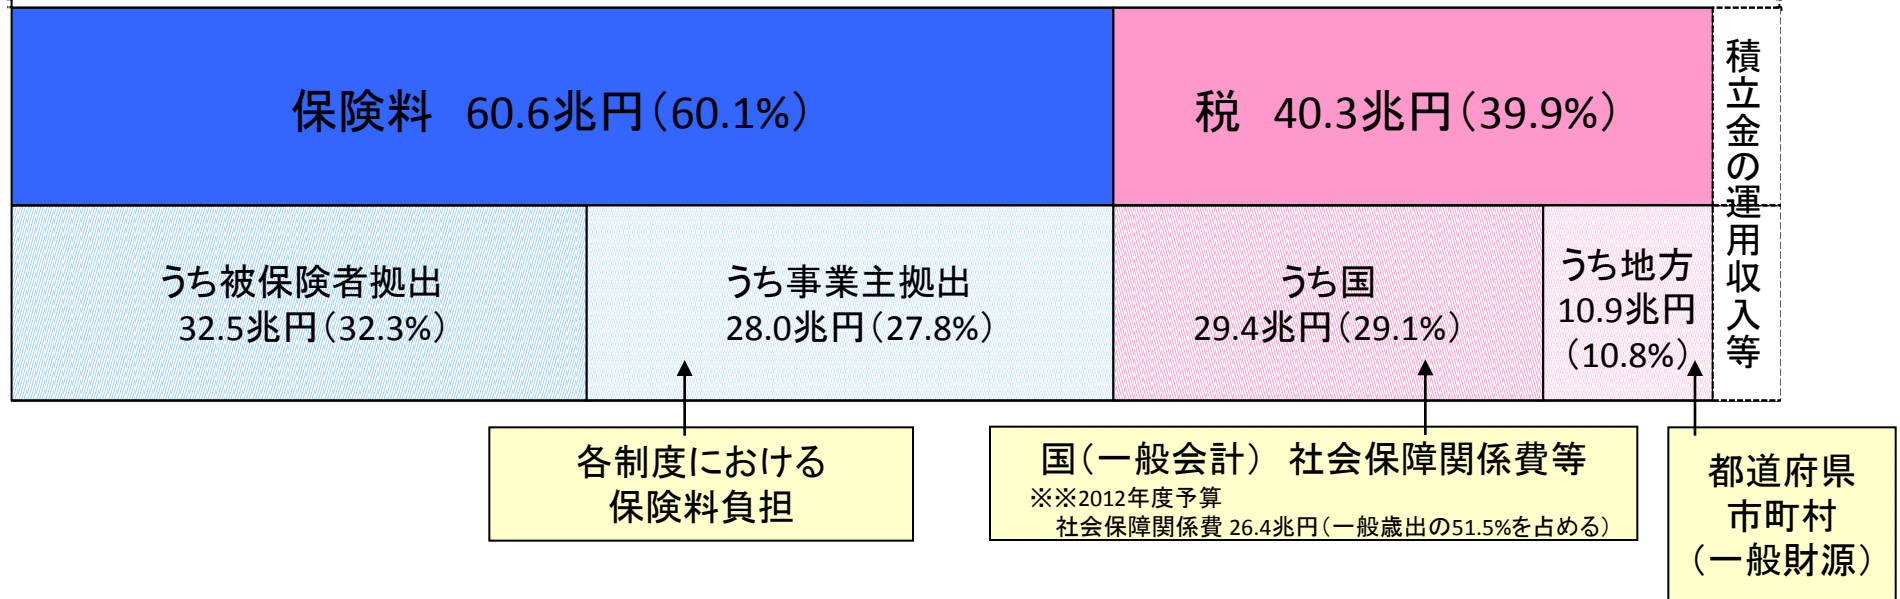 保険料 60.6兆円(60.1%)
税 40.3兆円(39.9%)
積立金の運用収入等
うち被保険者拠出
32.5兆円(32.3%)
うち事業主拠出
28.0兆円(27.8%)
うち国
29.4兆円(29.1%)
うち地方
10.9兆円
(10.8%)
各制度における
保険料負担
国(一般会計) 社会保障関係費等
※※2012年度予算
社会保障関係費 26.4兆円(一般歳出の51.5%を占める)
都道府県
市町村
(一般財源)